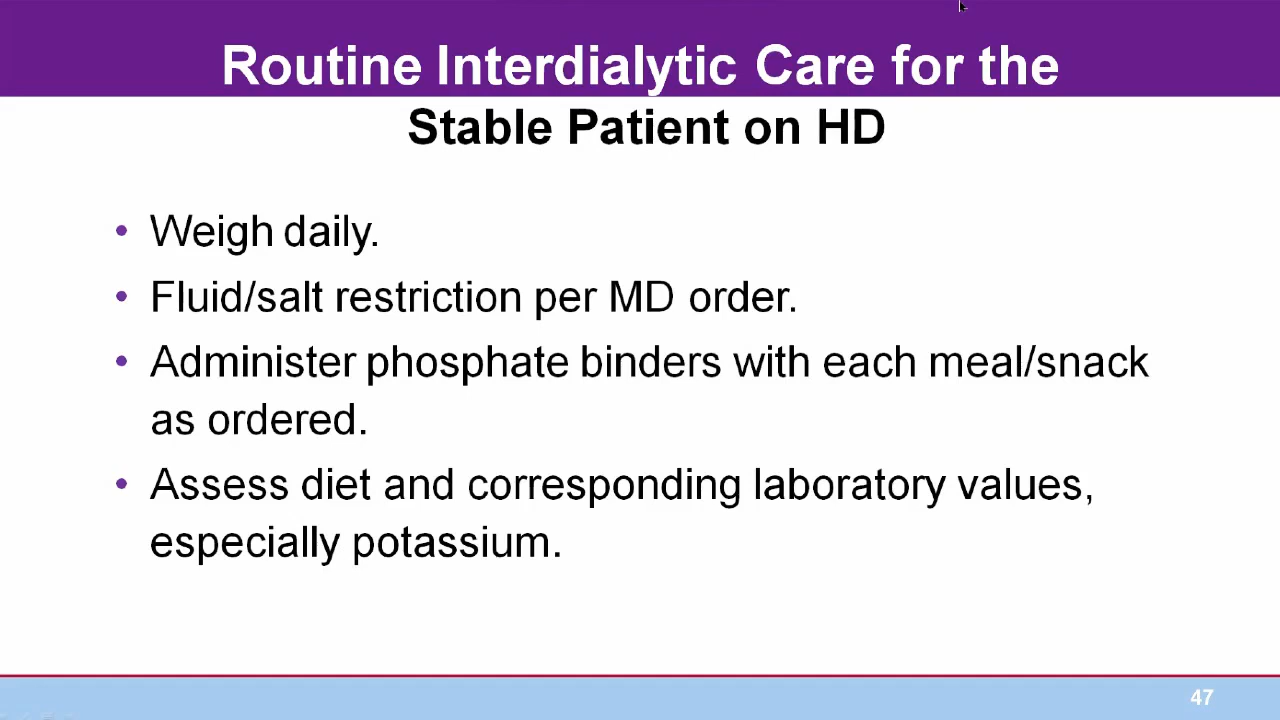 Routine Interdialytic Care for the
Stable Patient on HD
• Weigh daily.
• Fluid/salt restriction per MD order.
• Administer phosphate binders with each meal/snack
as ordered.
• Assess diet and corresponding laboratory values,
especially potassium.
47